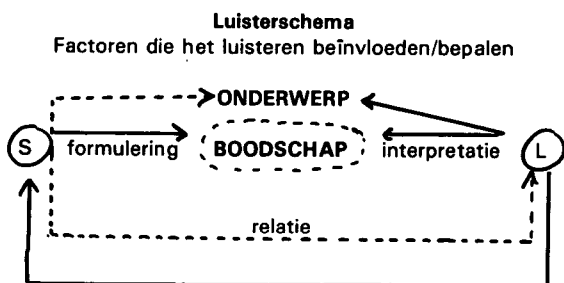 Luisterschema
Factoren die het luisteren beïnvloeden/bepalen
ONDERWERP
S formulering BOODSCHAP interpretatie L
relatie